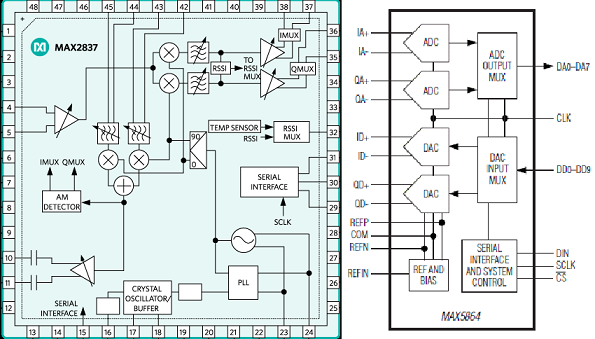 48 47 46 45 44 43 42 41 40 39 38 37
1
2
3
4
5
6
7
8
9
10
11
12
13 14 15 16 17 18 19 20 21 22 23 24
36
35
34
33
32
31
30
29
28
27
26
25
MAX2837
IMUX
RSSI
TO
RSSI
MUX
QMUX
TEMP SENSOR
RSSI
RSSI
MUX
90
0
IMUX QMUX
AM
DETECTOR
SERIAL
INTERFACE
SCLK
CRYSTAL
OSCILLATOR/
BUFFER
PLL
SERIAL
INTERFACE
IA+
IA-
ADC
QA+
QA-
ADC
ADC
OUTPUT
MUX
DA0–DA7
CLK
ID+
ID-
DAC
QD+
QD-
DAC
DAC
INPUT
MUX
DD0–DD9
REFP
COM
REFN
REFIN
REF AND
BIAS
SERIAL
INTERFACE
AND SYSTEM
CONTROL
DIN
SCLK
CS
MAX5864